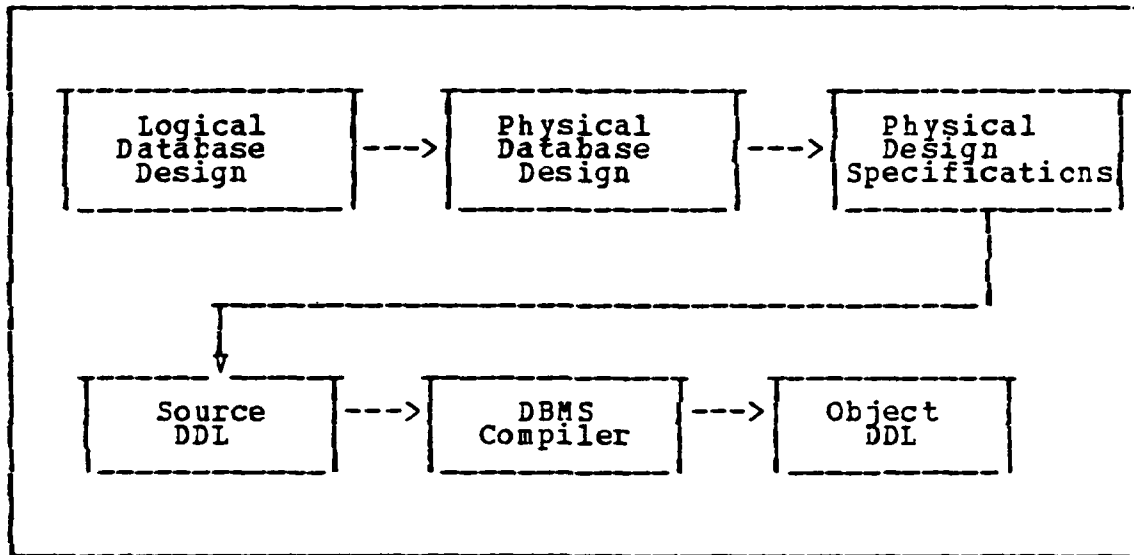 Logical
Database
Design
Physical
Database
Design
Physical
Design
Specifications
Source
DDL
DBMS
Compiler
Object
DDL